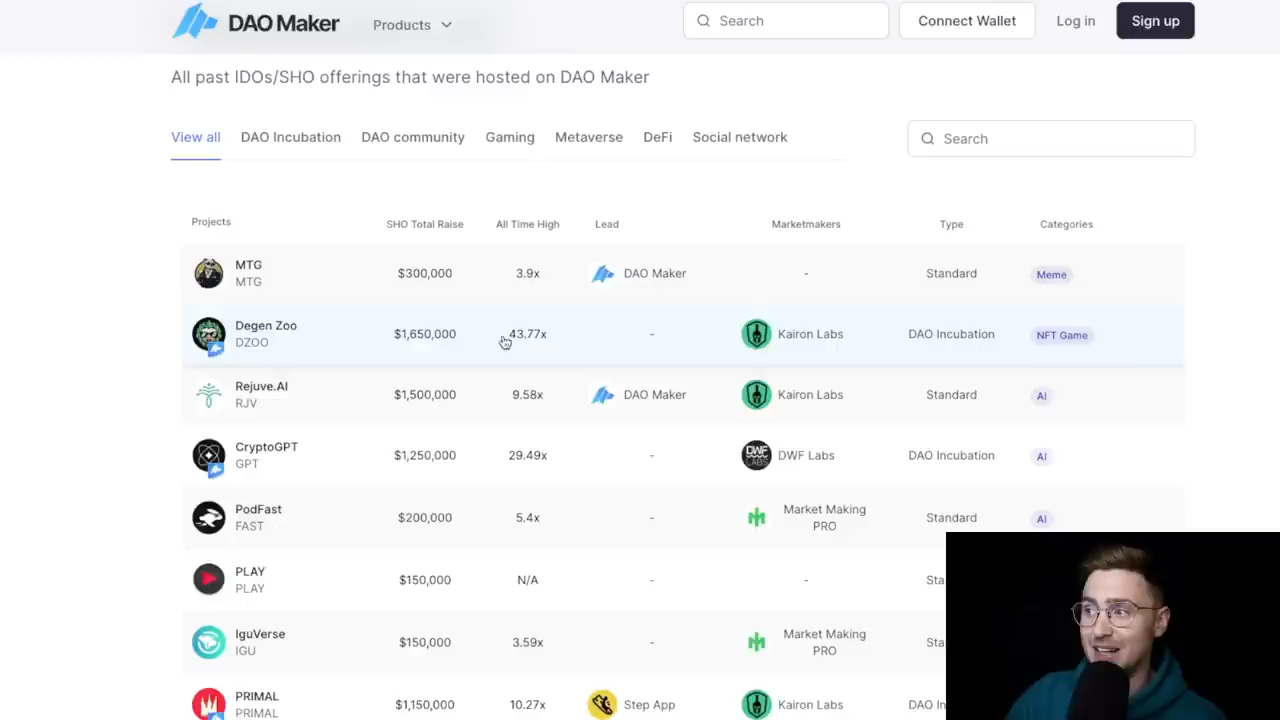 DAO Maker
Products
Search
Connect Wallet
Log in
Sign up
All past IDOs/SHO offerings that were hosted on DAO Maker
View all
DAO Incubation
DAO community
Gaming
Metaverse
DeFi
Social network
Search
Projects
SHO Total Raise
All Time High
Lead
Marketmakers
Type
Categories
MTG
MTG
$300,000
3.9x
DAO Maker
-
Standard
Meme
Degen Zoo
DZOO
$1,650,000
43.77x
-
Kairon Labs
DAO Incubation
NFT Game
Rejuve.AI
RJV
$1,500,000
9.58x
DAO Maker
Kairon Labs
Standard
AI
CryptoGPT
GPT
$1,250,000
29.49x
-
DWF
LABS
DWF Labs
DAO Incubation
AI
PodFast
FAST
$200,000
5.4x
-
Market Making
PRO
Standard
AI
PLAY
PLAY
$150,000
N/A
-
-
Sta
IguVerse
IGU
$150,000
3.59x
-
Market Making
PRO
Sta
PRIMAL
PRIMAL
$1,150,000
10.27x
Step App
Kairon Labs
DAO In